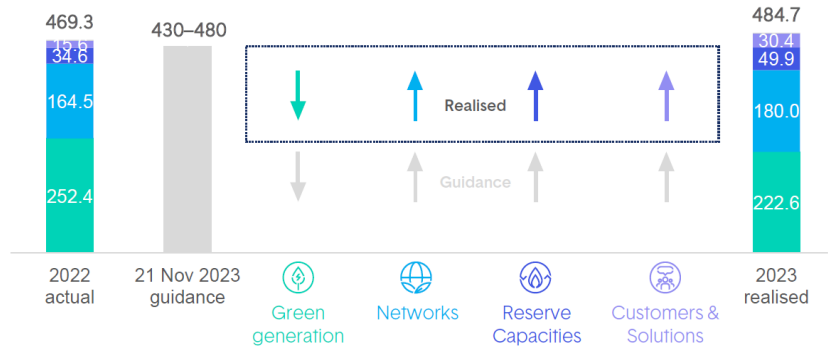 469.3
430–480
484.7
15.6
34.6
164.5
252.4
Realised
Guidance
30.4
49.9
180.0
222.6
2022
actual
21 Nov 2023
guidance
Green
generation
Networks
Reserve
Capacities
Customers &
Solutions
2023
realised